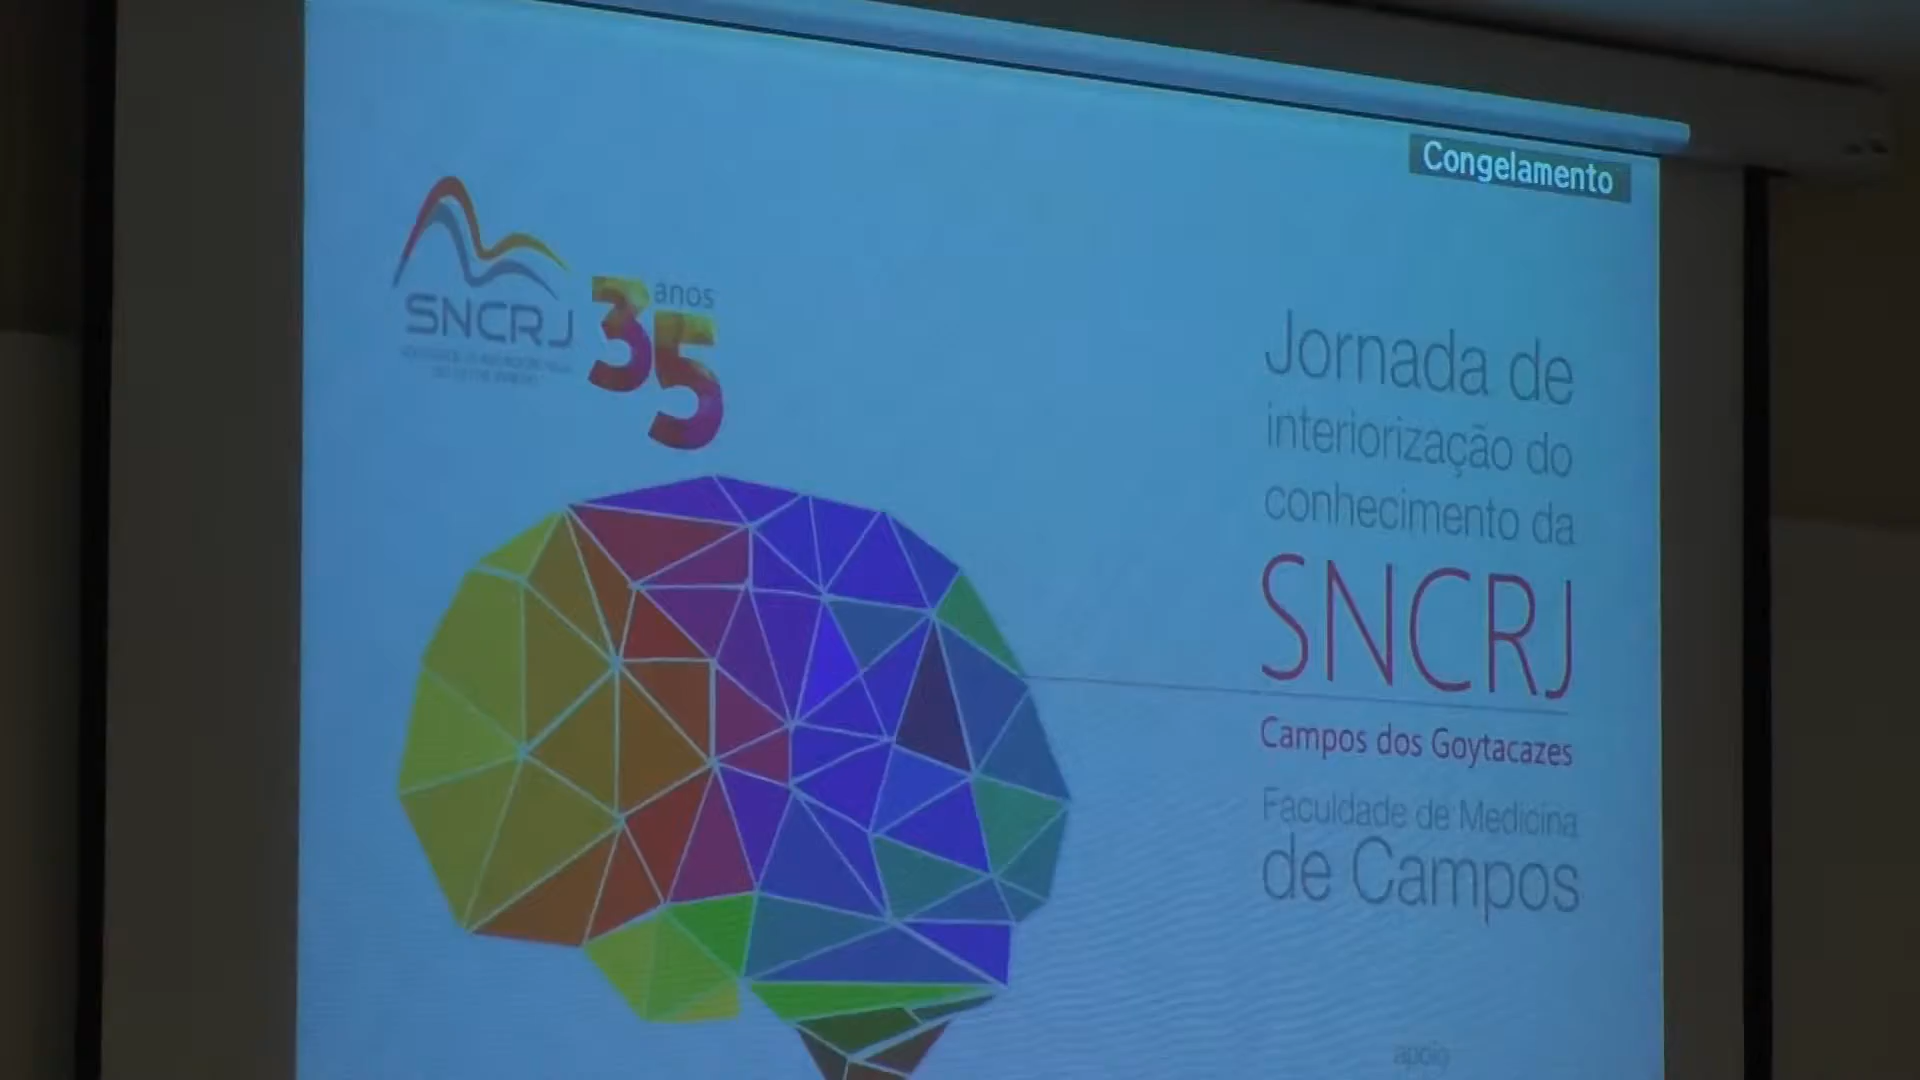 Congelamento
SNCRJ
35 anos
Jornada de
interiorização do
conhecimento da
SNCRJ
Campos dos Goytacazes
Faculdade de Medicina
de Campos
apoio